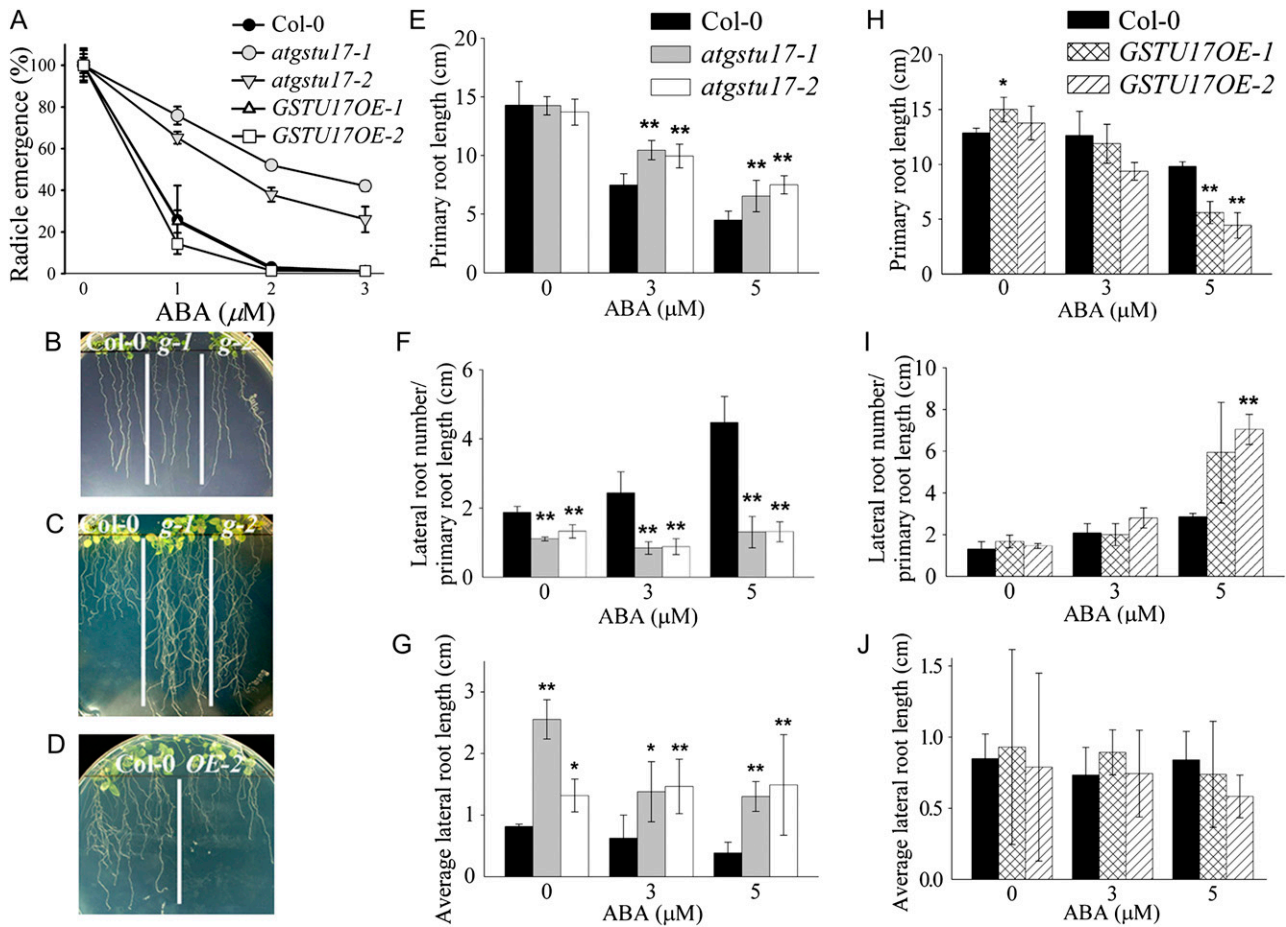 A
Radicle emergence (%)
100
80
60
40
20
0
0 1 2 3
ABA (μM)
Col-0
atgstu17-1
atgstu17-2
GSTU17OE-1
GSTU17OE-2
B
Col-0 g-1 g-2
C
Col-0 g-1 g-2
D
Col-0 OE-2
E
Col-0
atgstu17-1
atgstu17-2
Primary root length (cm)
20
15
10
5
0
** **
** **
0 3 5
ABA (μM)
F
Lateral root number/
primary root length (cm)
6
4
2
0
** **
** **
** **
0 3 5
ABA (μM)
G
Average lateral root length (cm)
3
2
1
0
** *
* **
** **
0 3 5
ABA (μM)
H
Col-0
GSTU17OE-1
GSTU17OE-2
Primary root length (cm)
20
15
10
5
0
*
** **
0 3 5
ABA (μM)
I
Lateral root number/
primary root length (cm)
10
8
6
4
2
0
**
0 3 5
ABA (μM)
J
Average lateral root length (cm)
1.5
1.0
0.5
0.0
0 3 5
ABA (μM)